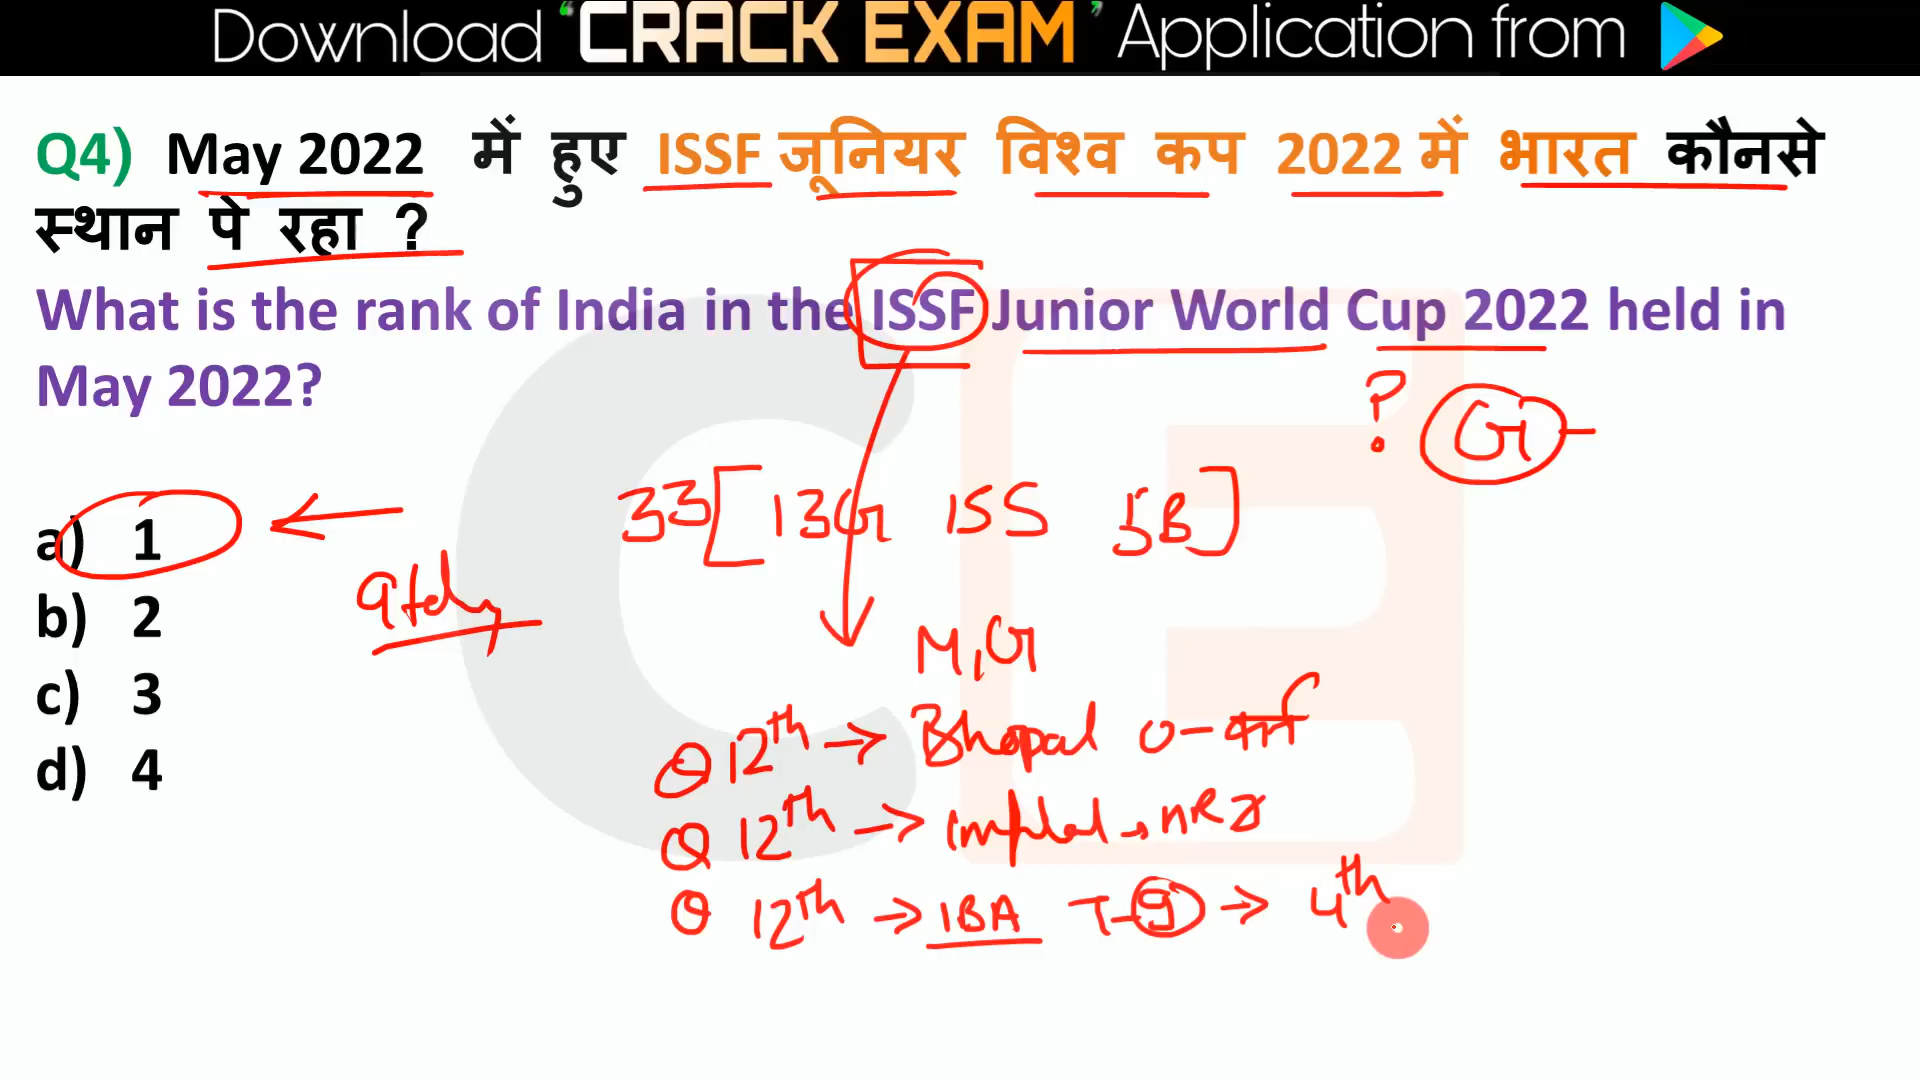 Download "CRACK EXAM" Application from
Q4) May 2022 में हुए ISSF जूनियर विश्व कप 2022 में भारत कौनसे
स्थान पे रहा ?
What is the rank of India in the ISSF Junior World Cup 2022 held in
May 2022?
? G -
33 [13G 15S 5B]
a) 1
b) 2
c) 3
d) 4
M, G
Q 12th → Bhopal
Q 12th →
Q 12th → IBA T-9 → 4th